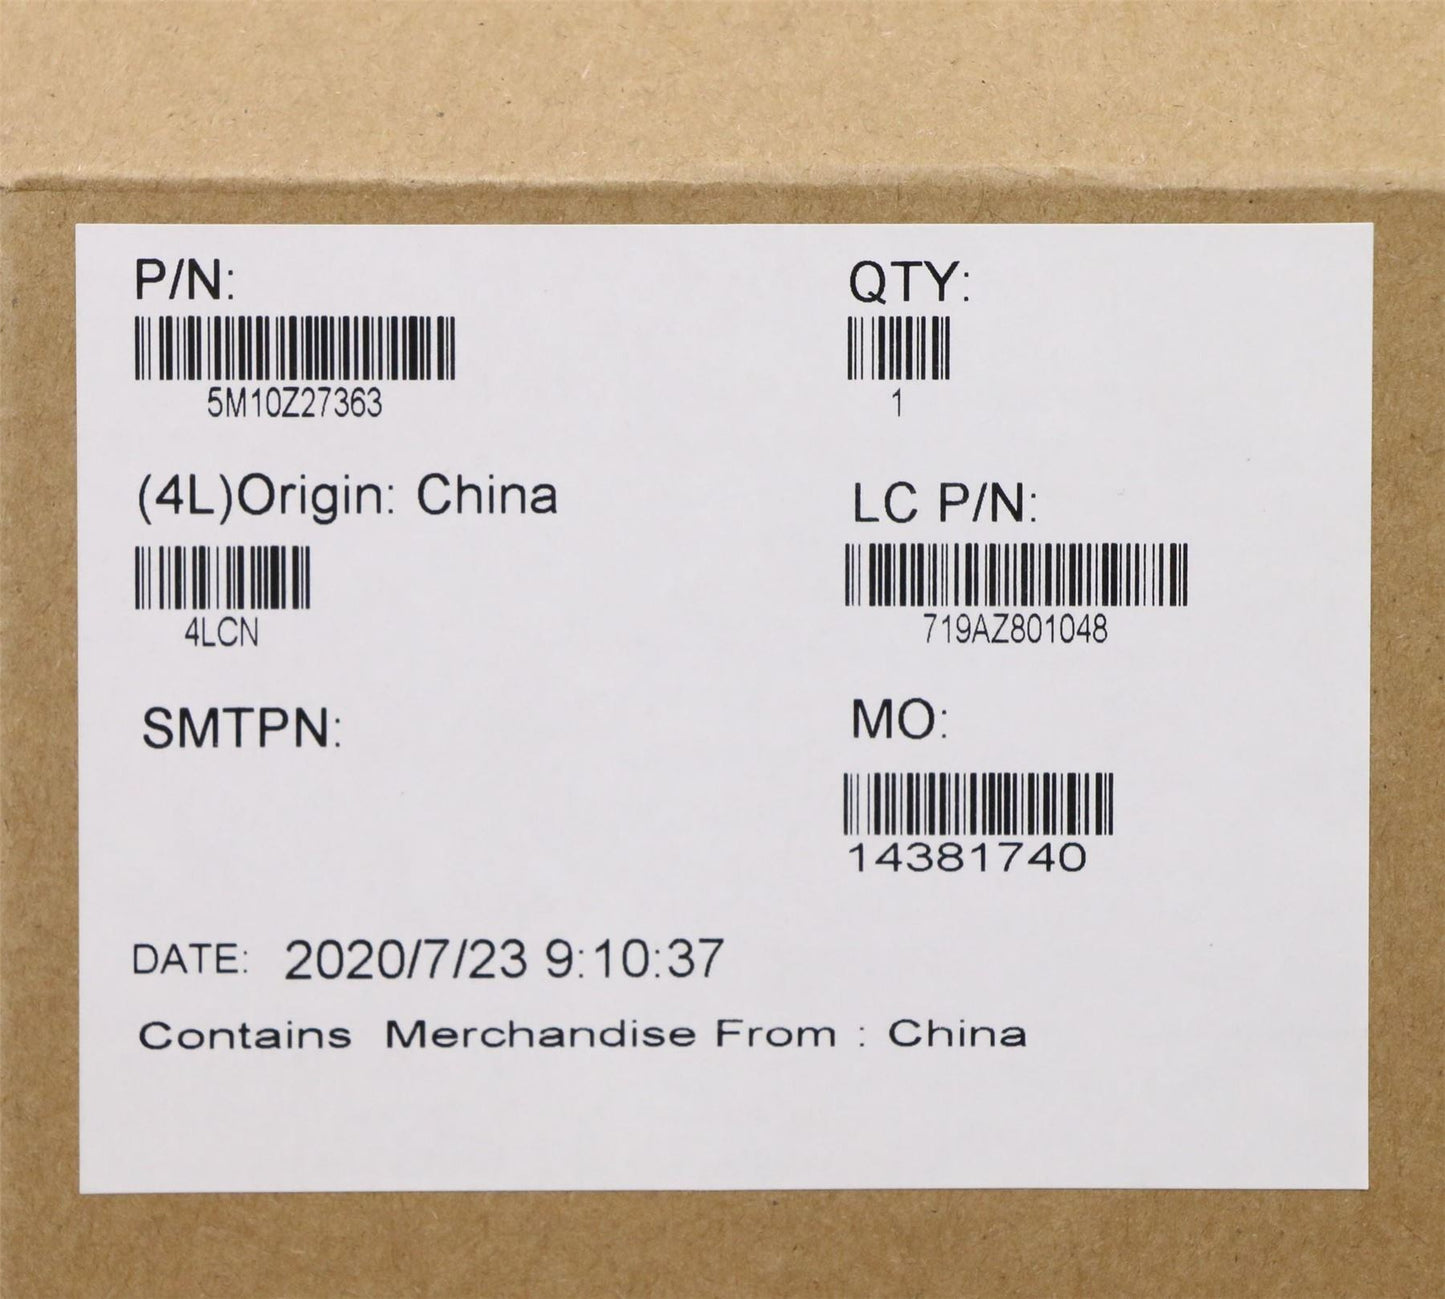 P/N:
5M10Z27363
QTY:
1
(4L)Origin: China
4LCN
LC P/N:
719AZ801048
SMTPN:
MO:
14381740
DATE: 2020/7/23 9:10:37
Contains Merchandise From : China